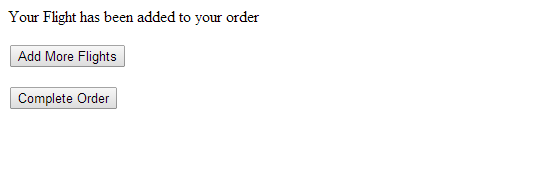 Your Flight has been added to your order
Add More Flights
Complete Order